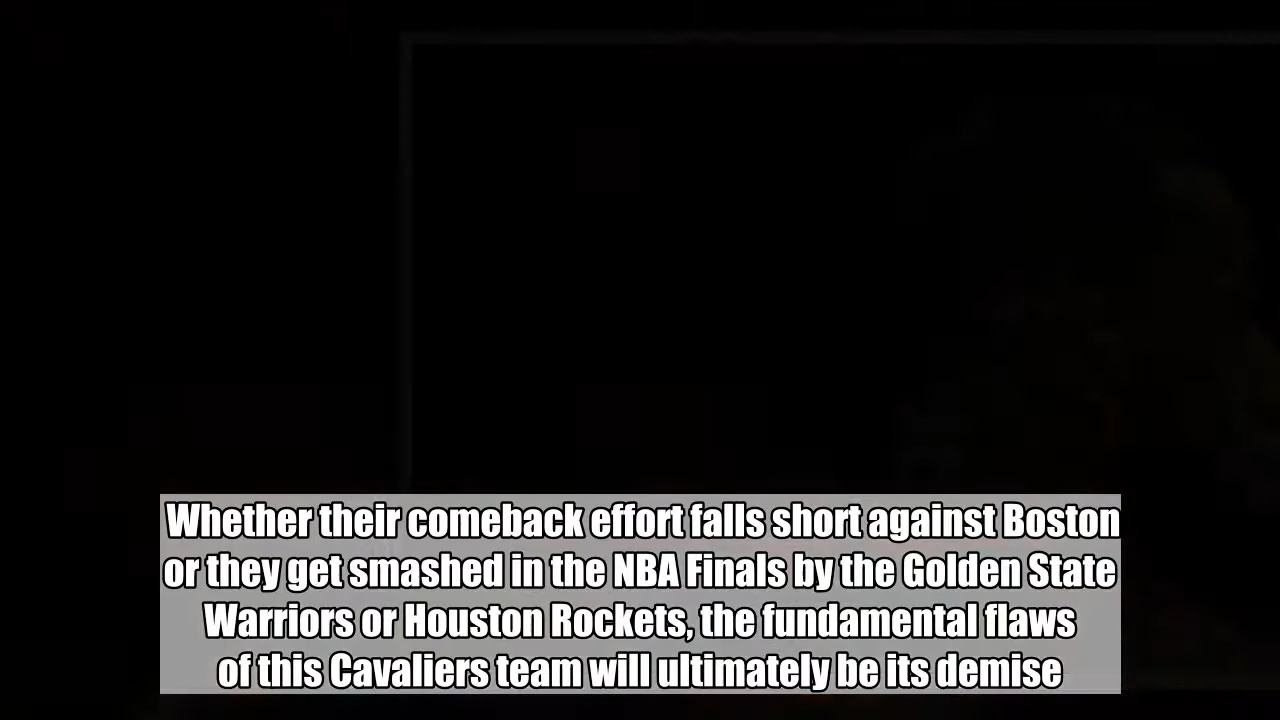 Whether their comeback effort falls short against Boston
or they get smashed in the NBA Finals by the Golden State
Warriors or Houston Rockets, the fundamental flaws
of this Cavaliers team will ultimately be its demise